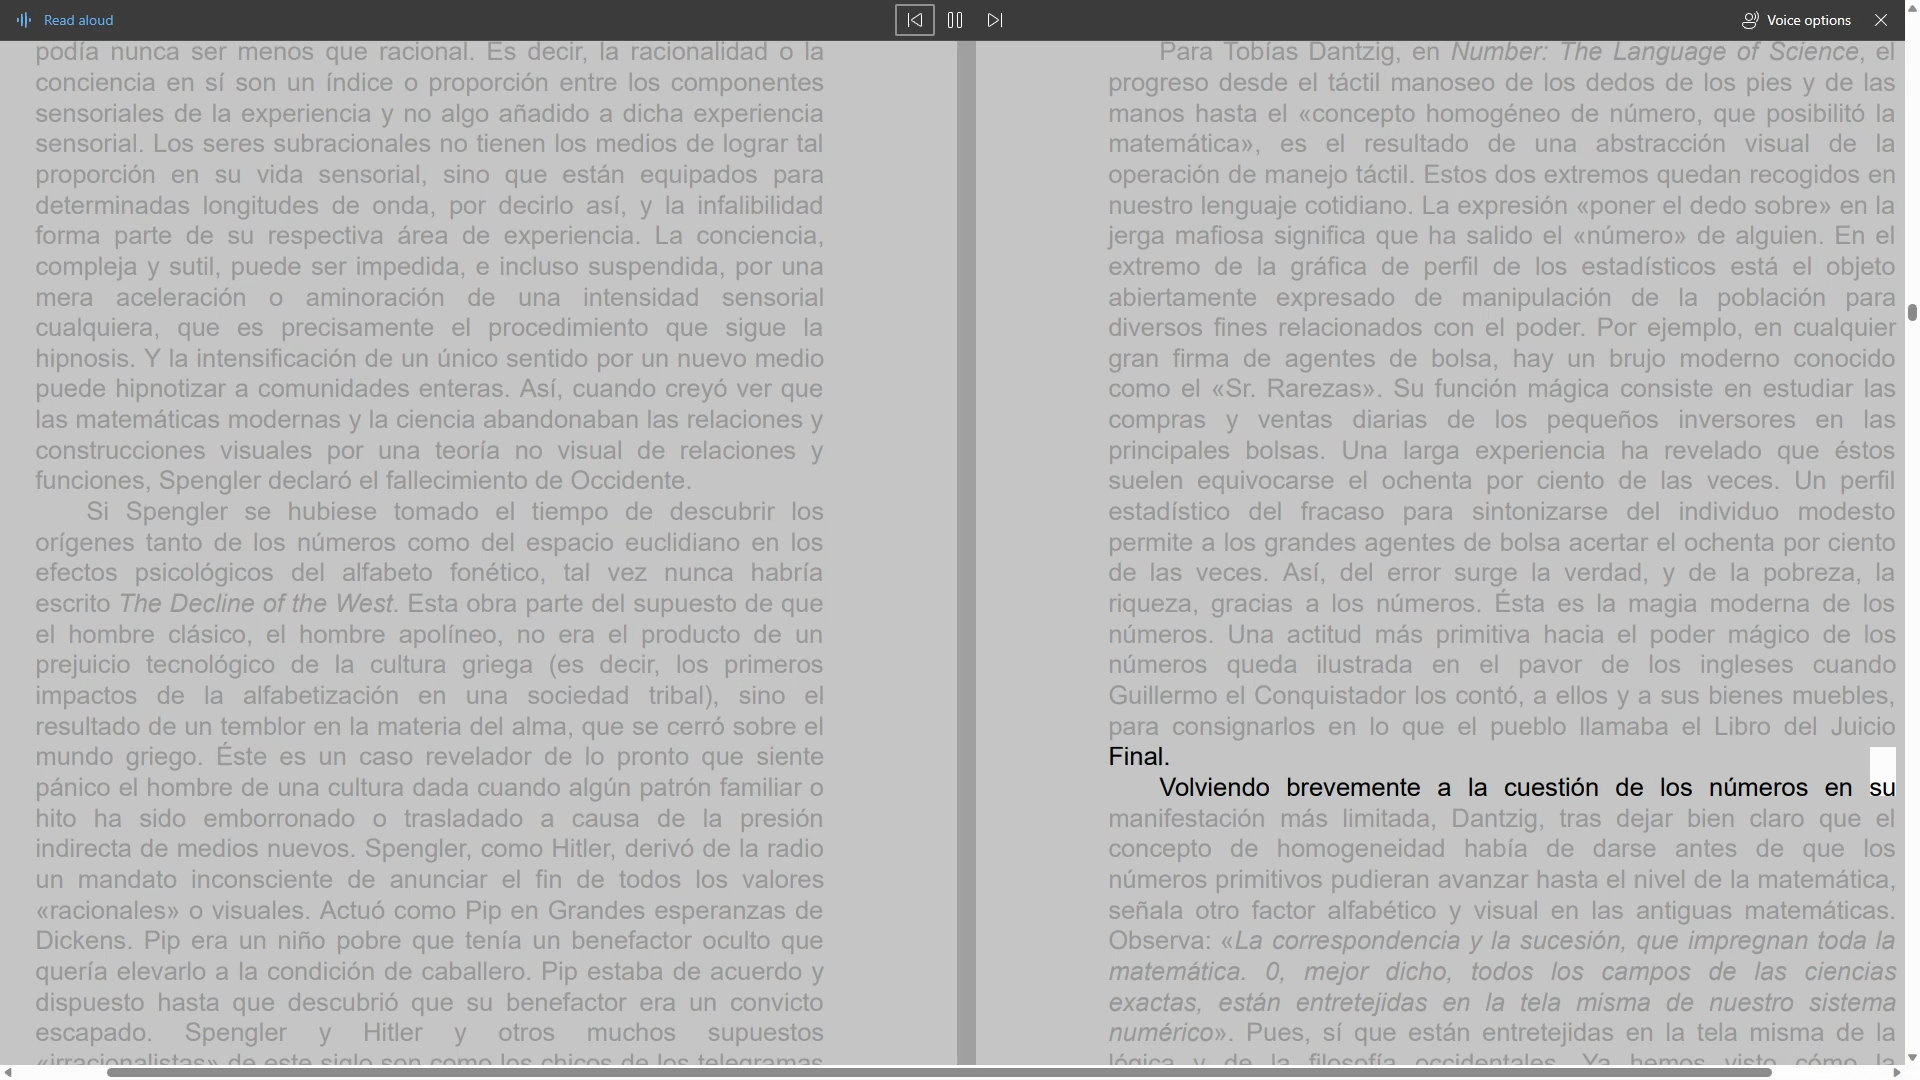 Read aloud
Voice options
podía nunca ser menos que racional. Es decir, la racionalidad o la
conciencia en sí son un índice o proporción entre los componentes
sensoriales de la experiencia y no algo añadido a dicha experiencia
sensorial. Los seres subracionales no tienen los medios de lograr tal
proporción en su vida sensorial, sino que están equipados para
determinadas longitudes de onda, por decirlo así, y la infalibilidad
forma parte de su respectiva área de experiencia. La conciencia,
compleja y sutil, puede ser impedida, e incluso suspendida, por una
mera aceleración o aminoración de una intensidad sensorial
cualquiera, que es precisamente el procedimiento que sigue la
hipnosis. Y la intensificación de un único sentido por un nuevo medio
puede hipnotizar a comunidades enteras. Así, cuando creyó ver que
las matemáticas modernas y la ciencia abandonaban las relaciones y
construcciones visuales por una teoría no visual de relaciones y
funciones, Spengler declaró el fallecimiento de Occidente.
Si Spengler se hubiese tomado el tiempo de descubrir los
orígenes tanto de los números como del espacio euclidiano en los
efectos psicológicos del alfabeto fonético, tal vez nunca habría
escrito The Decline of the West. Esta obra parte del supuesto de que
el hombre clásico, el hombre apolíneo, no era el producto de un
prejuicio tecnológico de la cultura griega (es decir, los primeros
impactos de la alfabetización en una sociedad tribal), sino el
resultado de un temblor en la materia del alma, que se cerró sobre el
mundo griego. Éste es un caso revelador de lo pronto que siente
pánico el hombre de una cultura dada cuando algún patrón familiar o
hito ha sido emborronado o trasladado a causa de la presión
indirecta de medios nuevos. Spengler, como Hitler, derivó de la radio
un mandato inconsciente de anunciar el fin de todos los valores
«racionales» o visuales. Actuó como Pip en Grandes esperanzas de
Dickens. Pip era un niño pobre que tenía un benefactor oculto que
quería elevarlo a la condición de caballero. Pip estaba de acuerdo y
dispuesto hasta que descubrió que su benefactor era un convicto
escapado. Spengler y Hitler y otros muchos supuestos
«irracionalistas» de este siglo son como los chicos de los telegramas
Para Tobías Dantzig, en Number: The Language of Science, el
progreso desde el táctil manoseo de los dedos de los pies y de las
manos hasta el «concepto homogéneo de número, que posibilitó la
matemática», es el resultado de una abstracción visual de la
operación de manejo táctil. Estos dos extremos quedan recogidos en
nuestro lenguaje cotidiano. La expresión «poner el dedo sobre» en la
jerga mafiosa significa que ha salido el «número» de alguien. En el
extremo de la gráfica de perfil de los estadísticos está el objeto
abiertamente expresado de manipulación de la población para
diversos fines relacionados con el poder. Por ejemplo, en cualquier
gran firma de agentes de bolsa, hay un brujo moderno conocido
como el «Sr. Rarezas». Su función mágica consiste en estudiar las
compras y ventas diarias de los pequeños inversores en las
principales bolsas. Una larga experiencia ha revelado que éstos
suelen equivocarse el ochenta por ciento de las veces. Un perfil
estadístico del fracaso para sintonizarse del individuo modesto
permite a los grandes agentes de bolsa acertar el ochenta por ciento
de las veces. Así, del error surge la verdad, y de la pobreza, la
riqueza, gracias a los números. Ésta es la magia moderna de los
números. Una actitud más primitiva hacia el poder mágico de los
números queda ilustrada en el pavor de los ingleses cuando
Guillermo el Conquistador los contó, a ellos y a sus bienes muebles,
para consignarlos en lo que el pueblo llamaba el Libro del Juicio
Final.
Volviendo brevemente a la cuestión de los números en su
manifestación más limitada, Dantzig, tras dejar bien claro que el
concepto de homogeneidad había de darse antes de que los
números primitivos pudieran avanzar hasta el nivel de la matemática,
señala otro factor alfabético y visual en las antiguas matemáticas.
Observa: «La correspondencia y la sucesión, que impregnan toda la
matemática. 0, mejor dicho, todos los campos de las ciencias
exactas, están entretejidas en la tela misma de nuestro sistema
numérico». Pues, sí que están entretejidas en la tela misma de la
lógica y de la filosofía occidentales. Ya hemos visto cómo la